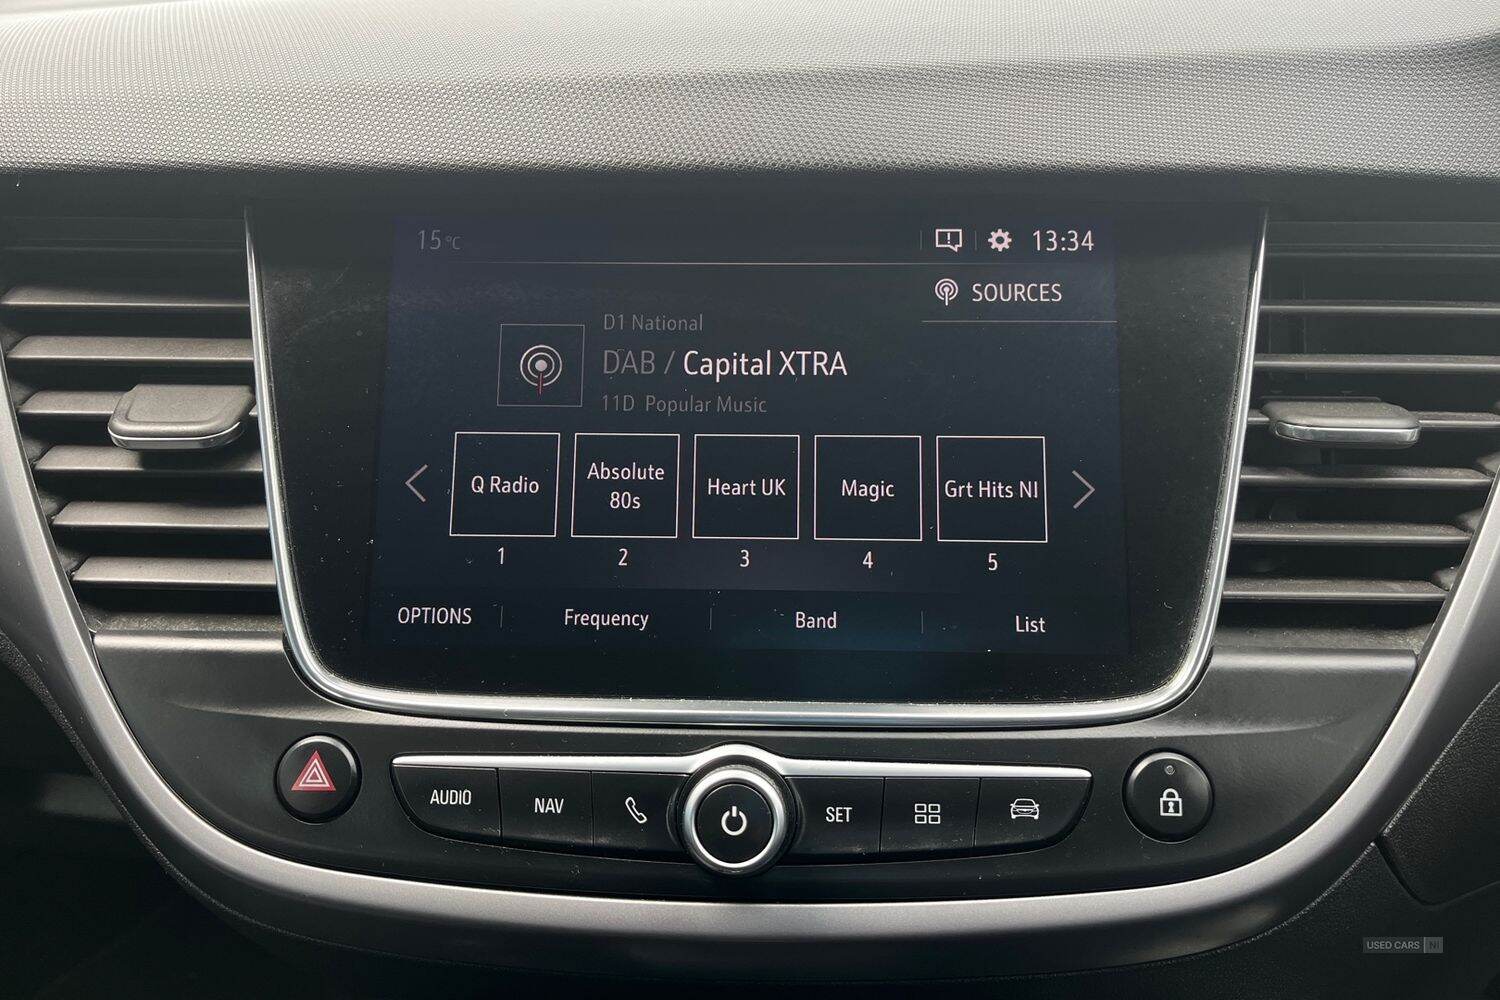 15°C
13:34
SOURCES
D1 National
DAB / Capital XTRA
11D Popular Music
Q Radio
Absolute
80s
Heart UK
Magic
Grt Hits NI
1
2
3
4
5
OPTIONS
Frequency
Band
List
AUDIO
NAV
SET
USED CARS NI